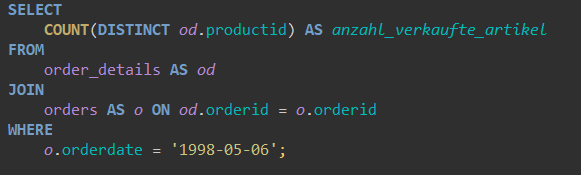 SELECT
    COUNT(DISTINCT od.productid) AS anzahl_verkaufte_artikel
FROM
    order_details AS od
JOIN
    orders AS o ON od.orderid = o.orderid
WHERE
    o.orderdate = '1998-05-06';